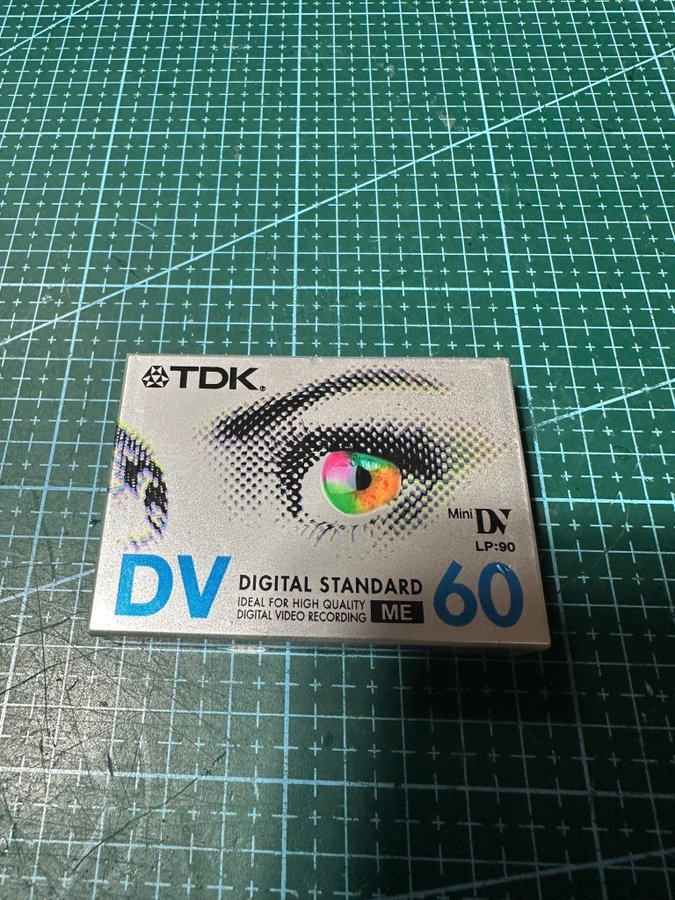 TDK®
Mini DV
LP:90
DV DIGITAL STANDARD 60
IDEAL FOR HIGH QUALITY
DIGITAL VIDEO RECORDING ME